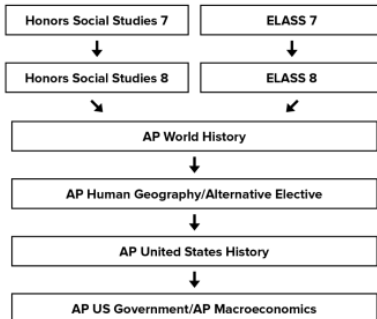 Honors Social Studies 7
ELASS 7
Honors Social Studies 8
ELASS 8
AP World History
AP Human Geography/Alternative Elective
AP United States History
AP US Government/AP Macroeconomics